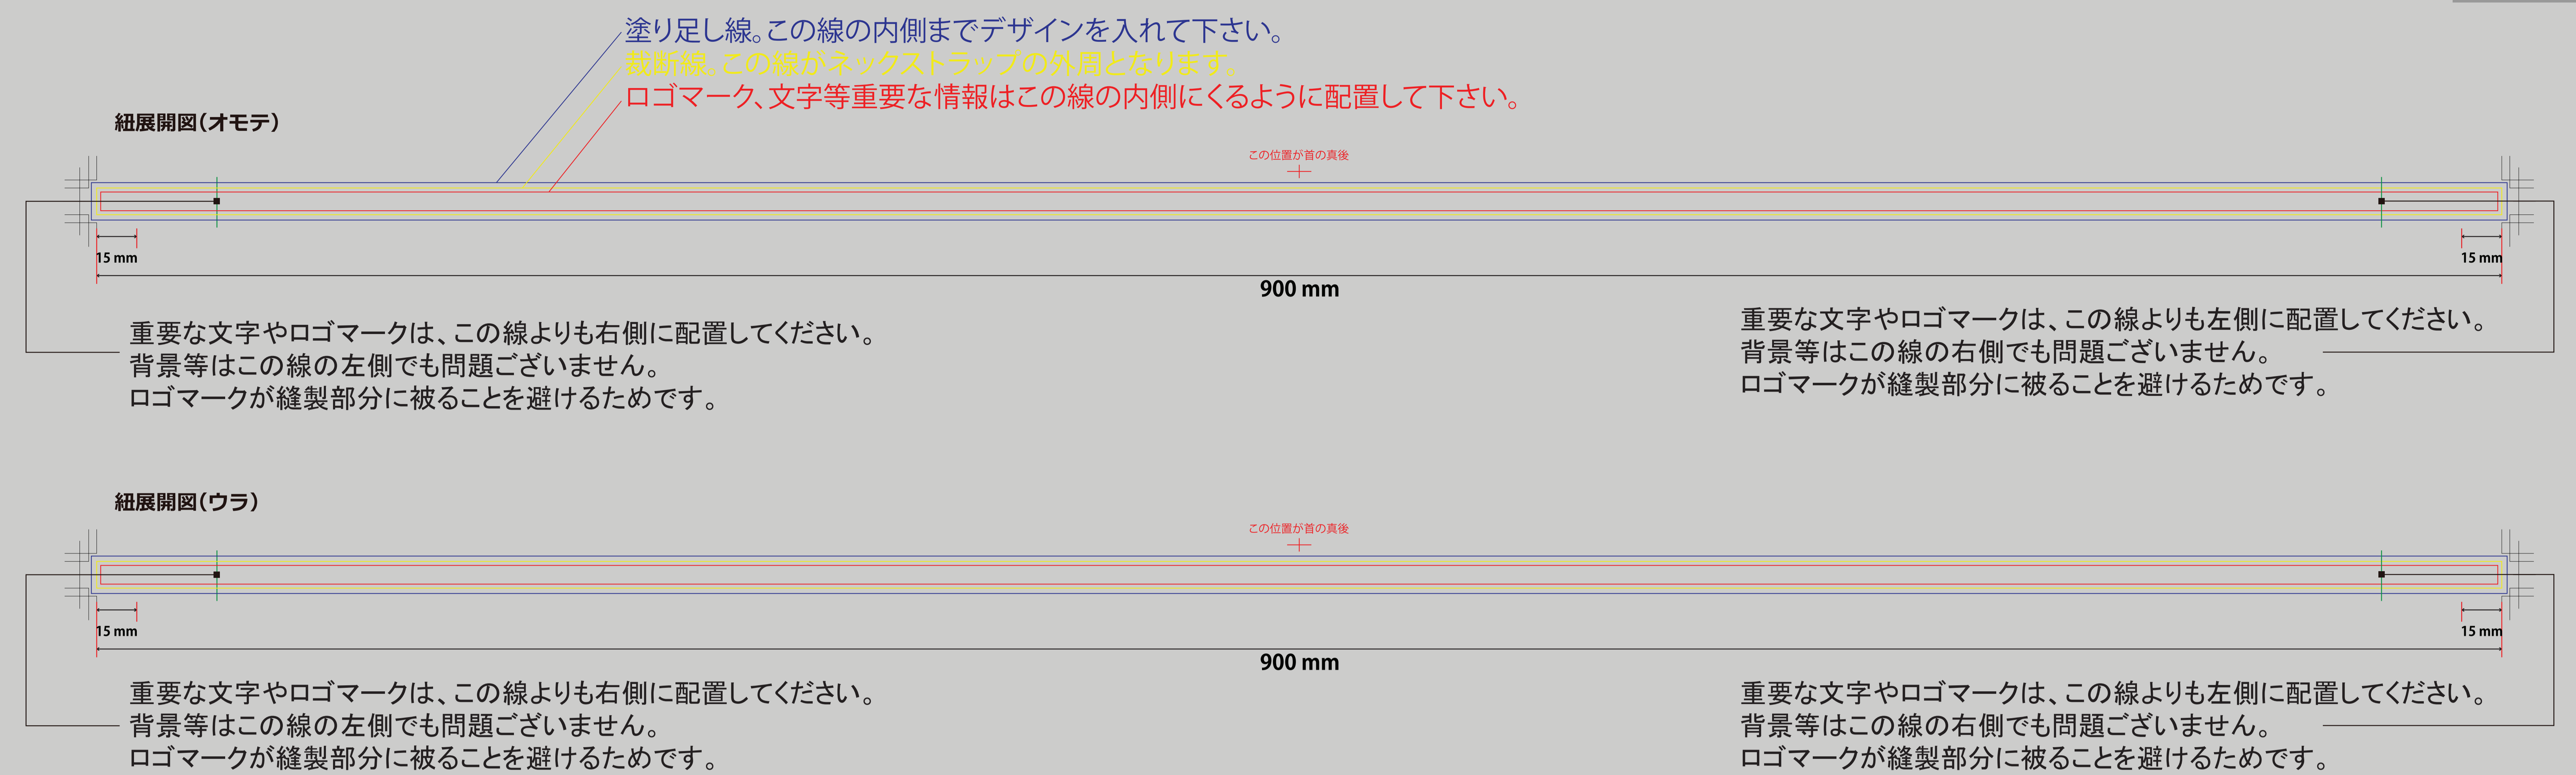 塗り足し線。この線の内側までデザインを入れて下さい。
裁断線。この線がネックストラップの外周となります。
ロゴマーク、文字等重要な情報はこの線の内側にくるように配置して下さい。
紐展開図(オモテ)
この位置が首の真後
15 mm
15 mm
900 mm
重要な文字やロゴマークは、この線よりも右側に配置してください。
背景等はこの線の左側でも問題ございません。
ロゴマークが縫製部分に被ることを避けるためです。
重要な文字やロゴマークは、この線よりも左側に配置してください。
背景等はこの線の右側でも問題ございません。
ロゴマークが縫製部分に被ることを避けるためです。
紐展開図(ウラ)
この位置が首の真後
15 mm
15 mm
900 mm
重要な文字やロゴマークは、この線よりも右側に配置してください。
背景等はこの線の左側でも問題ございません。
ロゴマークが縫製部分に被ることを避けるためです。
重要な文字やロゴマークは、この線よりも左側に配置してください。
背景等はこの線の右側でも問題ございません。
ロゴマークが縫製部分に被ることを避けるためです。